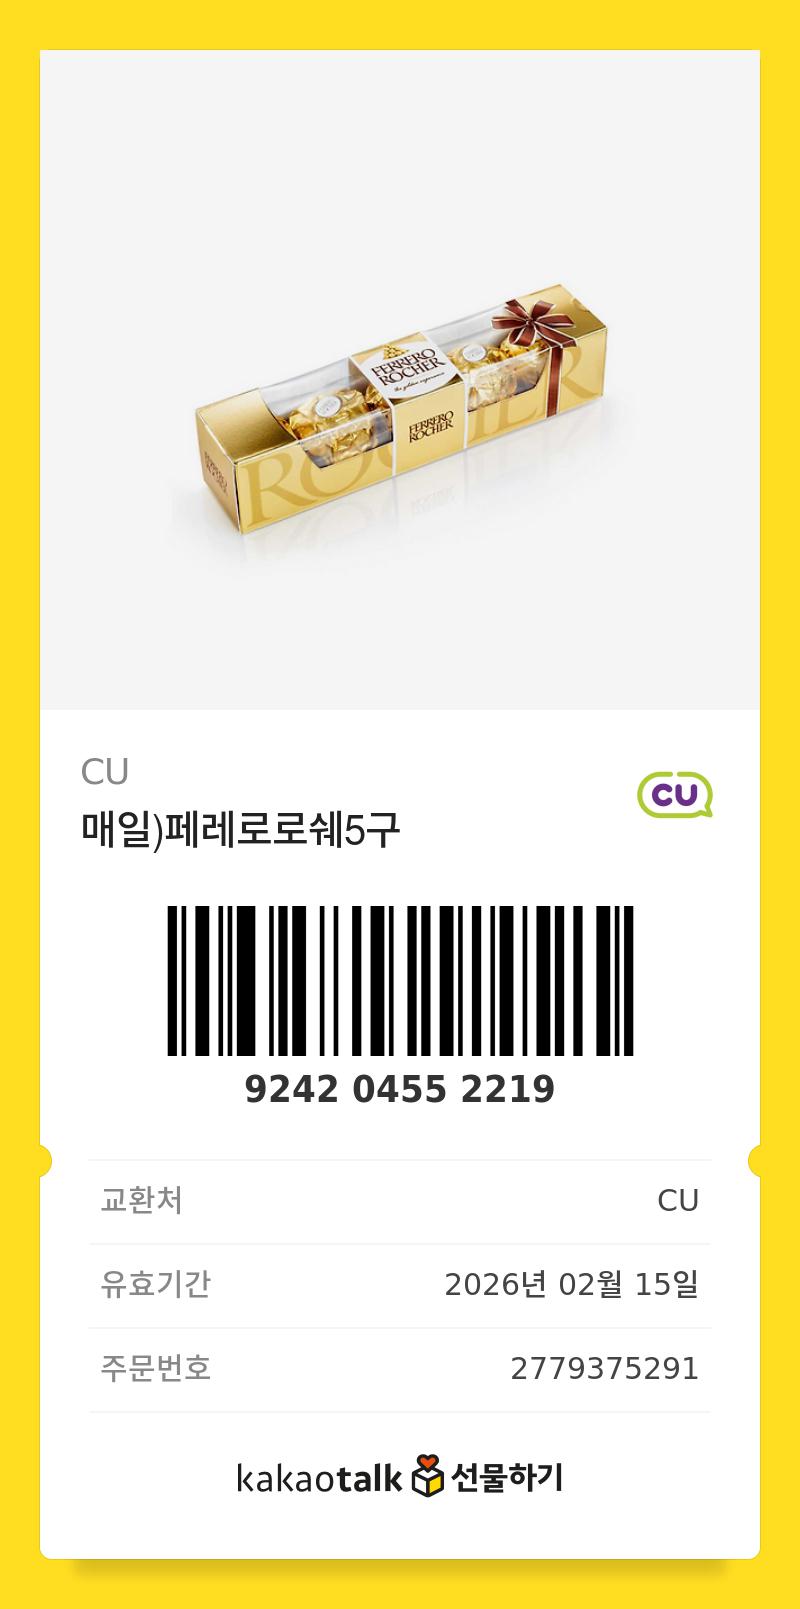 FERRERO
ROCHER
the golden experience
FERRERO
ROCHER
FERRERO
ROCHER
CU
매일)페레로로쉐5구
CU
9242 0455 2219
교환처 CU
유효기간 2026년 02월 15일
주문번호 2779375291
kakaotalk 선물하기